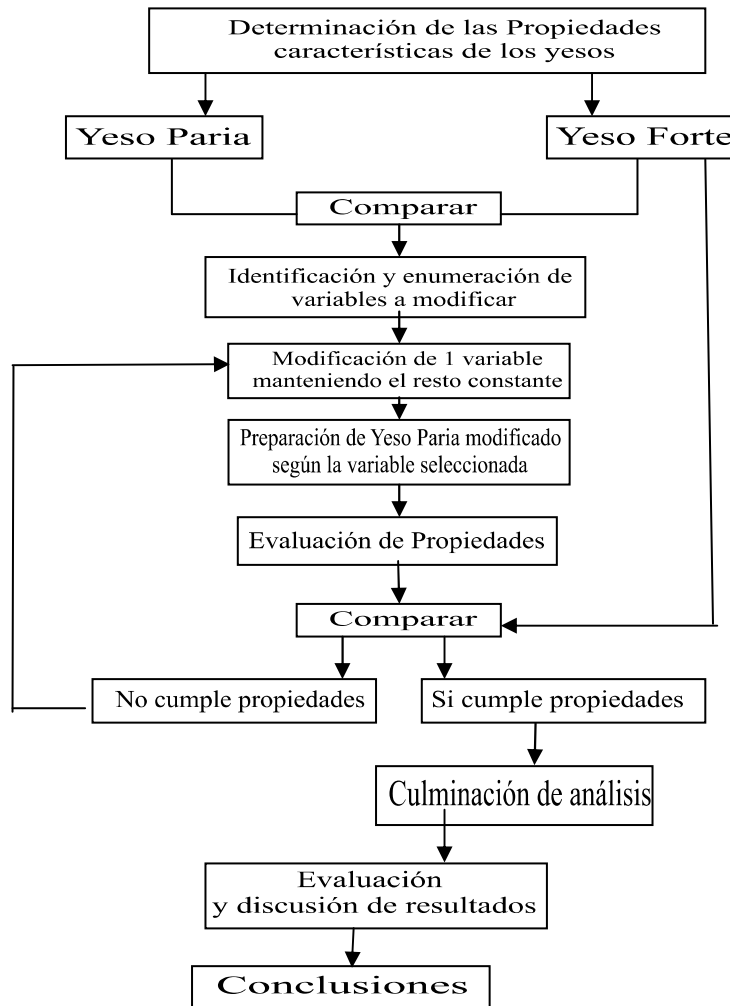 Determinación de las Propiedades
características de los yesos
Yeso Paria
Yeso Forte
Comparar
Identificación y enumeración de
variables a modificar
Modificación de 1 variable
manteniendo el resto constante
Preparación de Yeso Paria modificado
según la variable seleccionada
Evaluación de Propiedades
Comparar
No cumple propiedades
Si cumple propiedades
Culminación de análisis
Evaluación
y discusión de resultados
Conclusiones